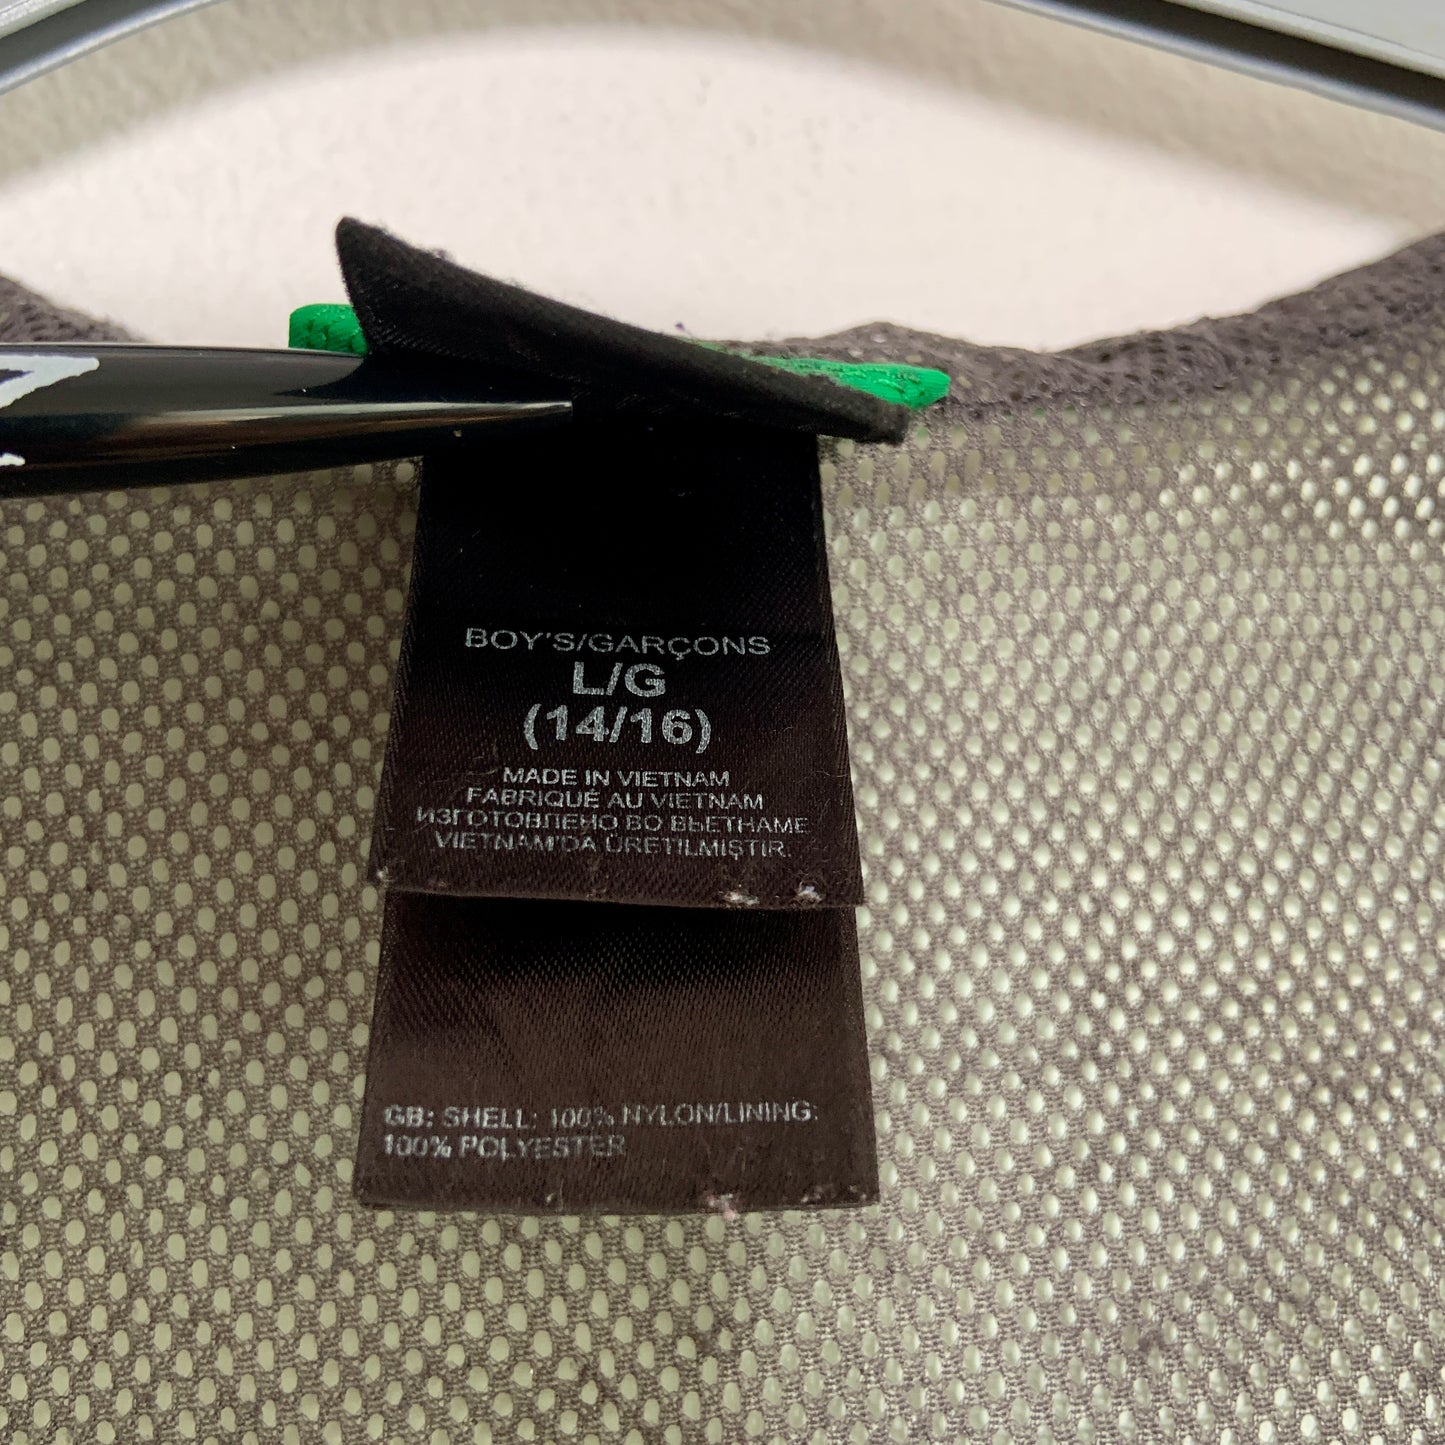 BOY'S/GARÇONS
L/G
(14/16)
MADE IN VIETNAM
FABRIQUÉ AU VIETNAM
ИЗГОТОВЛЕНО ВО ВЬЕТНАМЕ
VIETNAM'DA ÜRETILMIŞTIR.
GB: SHELL: 100% NYLON/LINING:
100% POLYESTER